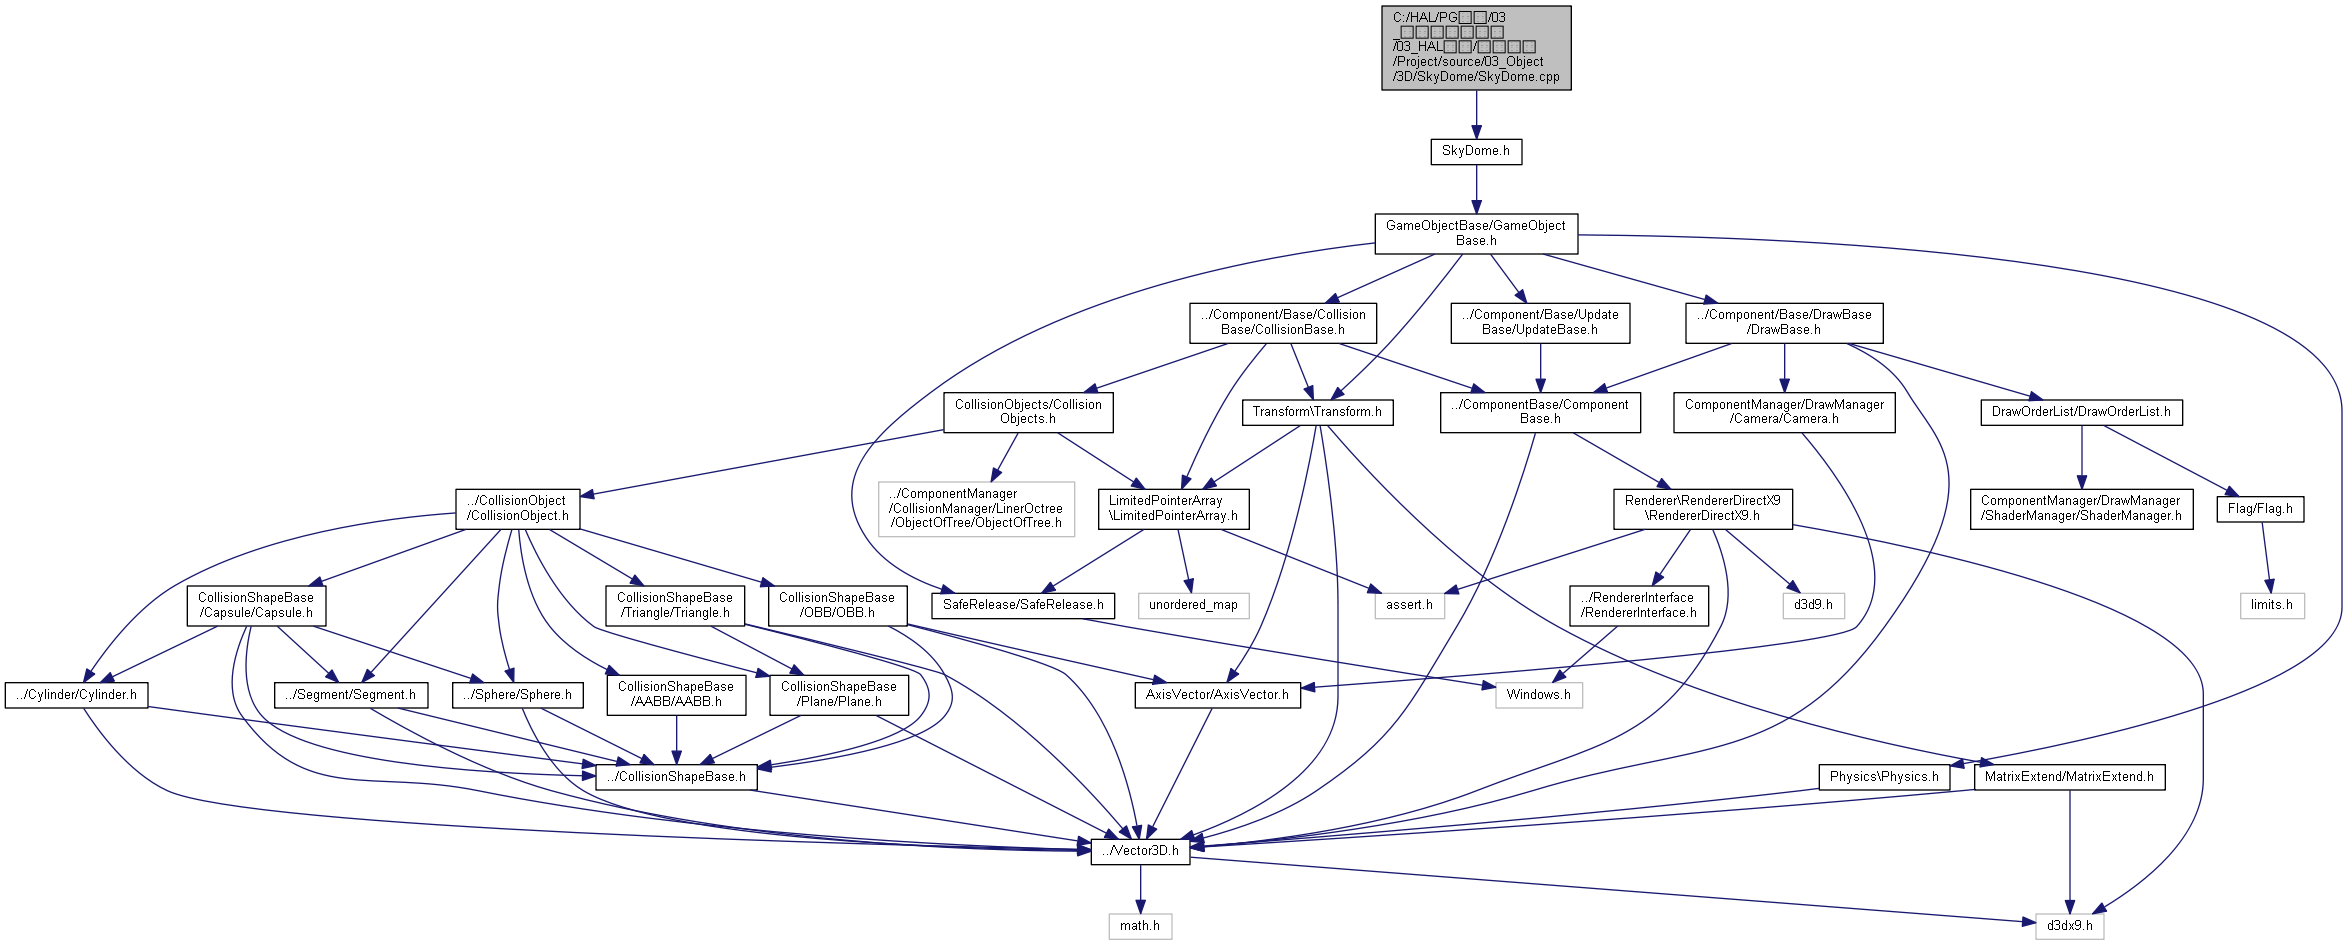 C:/HAL/PG□□/03
_□□□□□□□
/03_HAL□□/□□□□
/Project/source/03_Object
/3D/SkyDome/SkyDome.cpp
SkyDome.h
GameObjectBase/GameObject
Base.h
../Component/Base/Collision
Base/CollisionBase.h
../Component/Base/Update
Base/UpdateBase.h
../Component/Base/DrawBase
/DrawBase.h
CollisionObjects/Collision
Objects.h
Transform\Transform.h
../ComponentBase/Component
Base.h
ComponentManager/DrawManager
/Camera/Camera.h
DrawOrderList/DrawOrderList.h
../CollisionObject
/CollisionObject.h
../ComponentManager
/CollisionManager/LinerOctree
/ObjectOfTree/ObjectOfTree.h
LimitedPointerArray
\LimitedPointerArray.h
Renderer\RendererDirectX9
\RendererDirectX9.h
ComponentManager/DrawManager
/ShaderManager/ShaderManager.h
Flag/Flag.h
CollisionShapeBase
/Capsule/Capsule.h
CollisionShapeBase
/Triangle/Triangle.h
CollisionShapeBase
/OBB/OBB.h
SafeRelease/SafeRelease.h
unordered_map
assert.h
../RendererInterface
/RendererInterface.h
d3d9.h
limits.h
../Cylinder/Cylinder.h
../Segment/Segment.h
../Sphere/Sphere.h
CollisionShapeBase
/AABB/AABB.h
CollisionShapeBase
/Plane/Plane.h
AxisVector/AxisVector.h
Windows.h
../CollisionShapeBase.h
Physics\Physics.h
MatrixExtend/MatrixExtend.h
../Vector3D.h
math.h
d3dx9.h